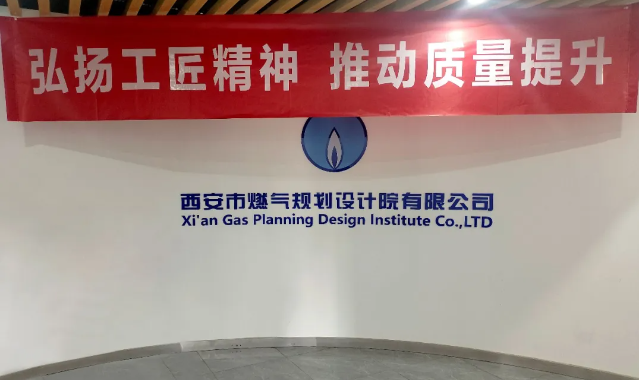 弘扬工匠精神 推动质量提升
西安市燃气规划设计院有限公司
Xi'an Gas Planning Design Institute Co.,LTD